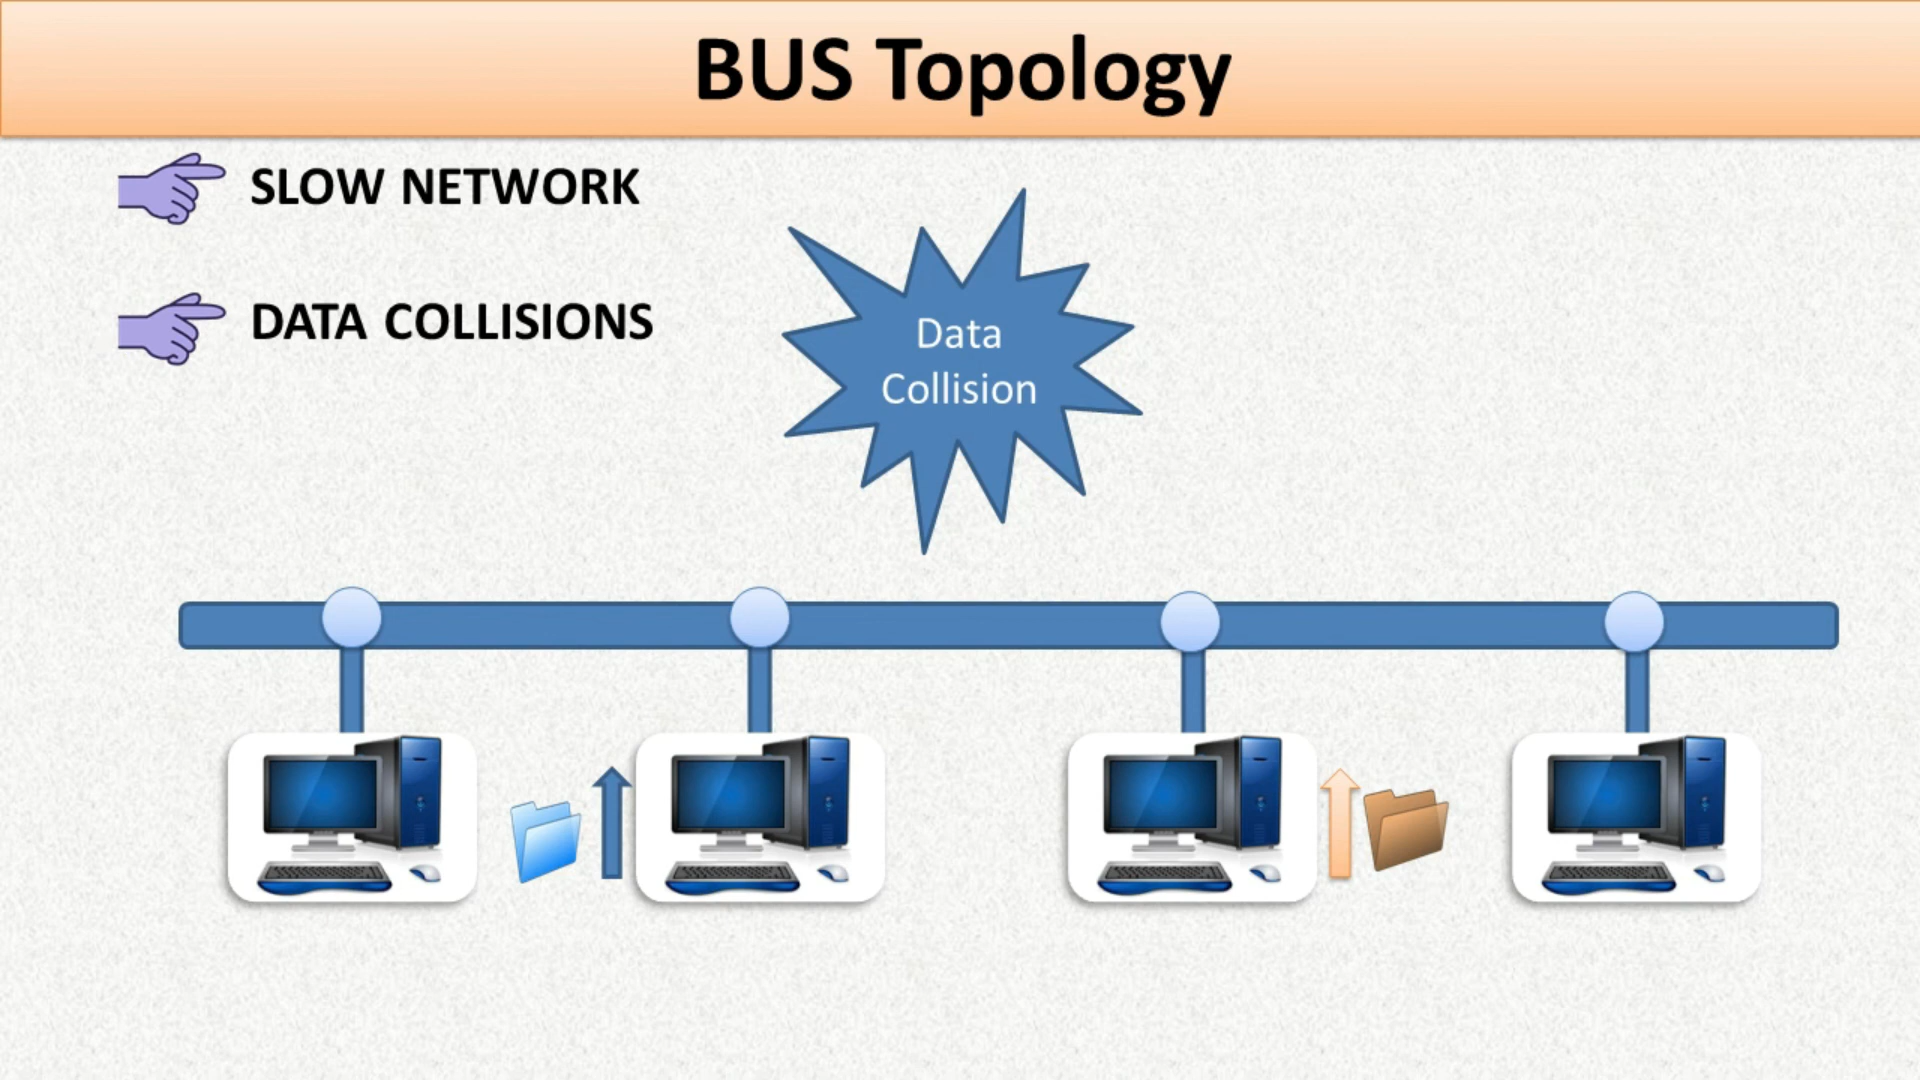 BUS Topology
SLOW NETWORK
DATA COLLISIONS
Data
Collision